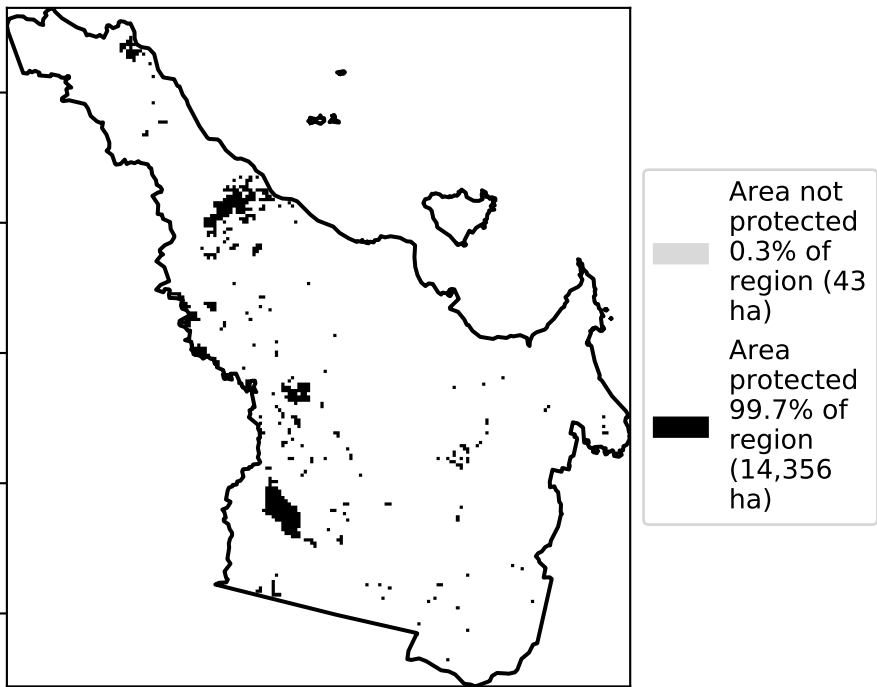 Area not
protected
0.3% of
region (43
ha)
Area
protected
99.7% of
region
(14,356
ha)